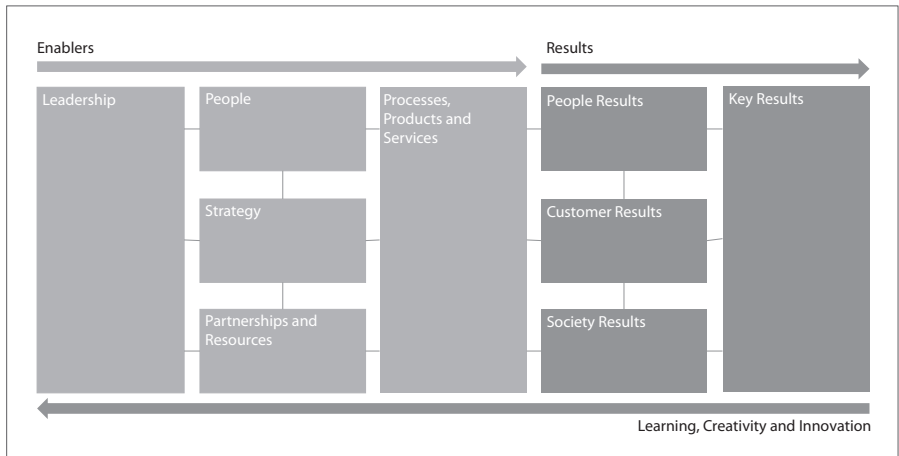 Enablers
Results
Leadership
People
Processes,
Products and
Services
People Results
Key Results
Strategy
Customer Results
Partnerships and
Resources
Society Results
Learning, Creativity and Innovation